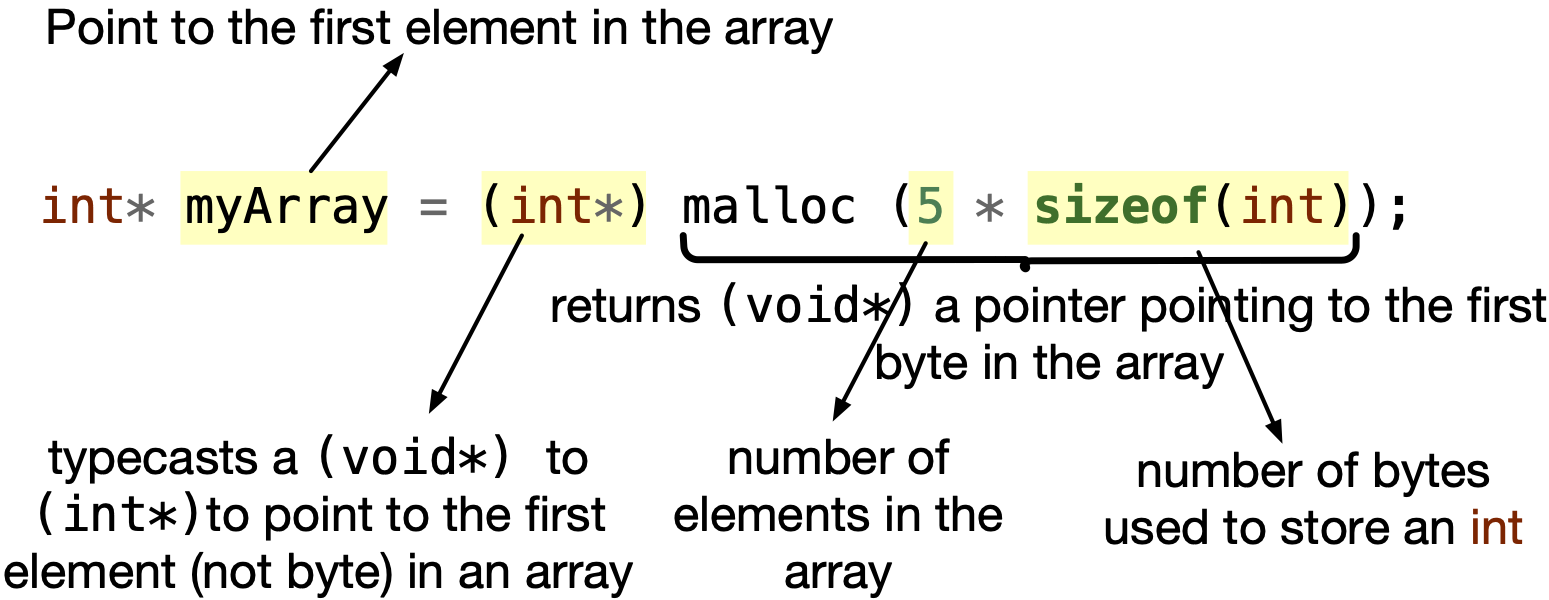 Point to the first element in the array
int* myArray = (int*) malloc (5 * sizeof(int));
returns (void*) a pointer pointing to the first
byte in the array
typecasts a (void*) to
(int*)to point to the first
element (not byte) in an array
number of
elements in the
array
number of bytes
used to store an int